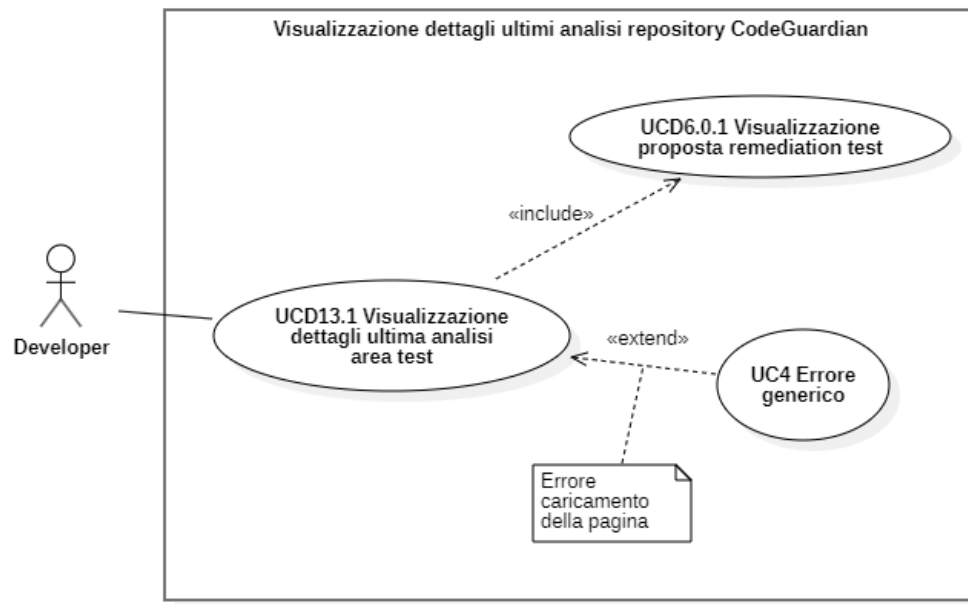 Visualizzazione dettagli ultimi analisi repository CodeGuardian
UCD6.0.1 Visualizzazione
proposta remediation test
«include»
Developer
UCD13.1 Visualizzazione
dettagli ultima analisi
area test
«extend»
UC4 Errore
generico
Errore
caricamento
della pagina